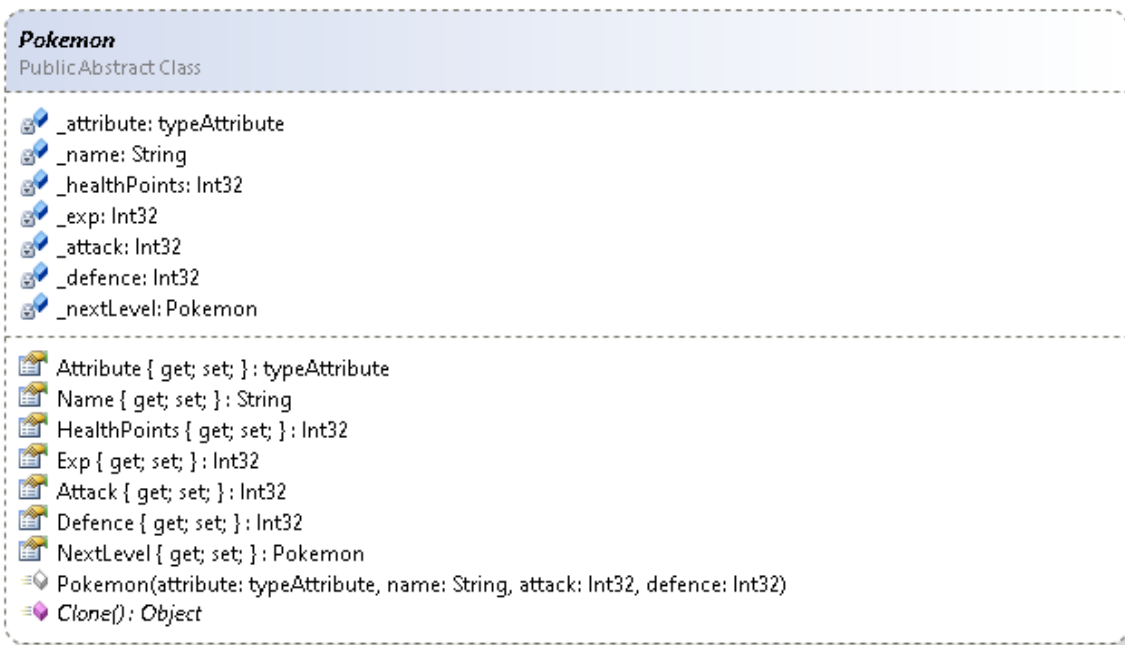 Pokemon
Public Abstract Class
_attribute: typeAttribute
_name: String
_healthPoints: Int32
_exp: Int32
_attack: Int32
_defence: Int32
_nextLevel: Pokemon
Attribute { get; set; } : typeAttribute
Name { get; set; } : String
HealthPoints { get; set; } : Int32
Exp { get; set; } : Int32
Attack { get; set; } : Int32
Defence { get; set; } : Int32
NextLevel { get; set; } : Pokemon
Pokemon(attribute: typeAttribute, name: String, attack: Int32, defence: Int32)
Clone() : Object